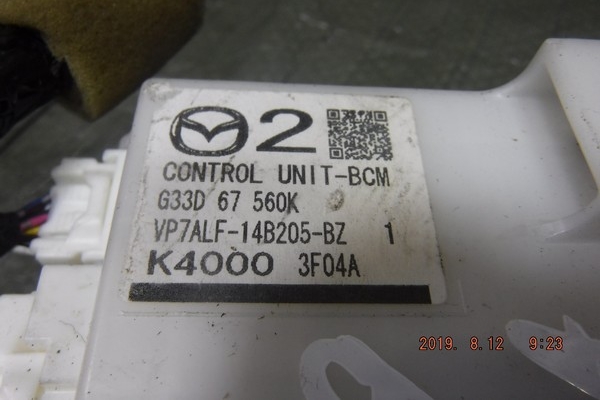 2
CONTROL UNIT-BCM
G33D 67 560K
VP7ALF-14B205-BZ 1
K4000 3F04A
2019. 8.12 9:23